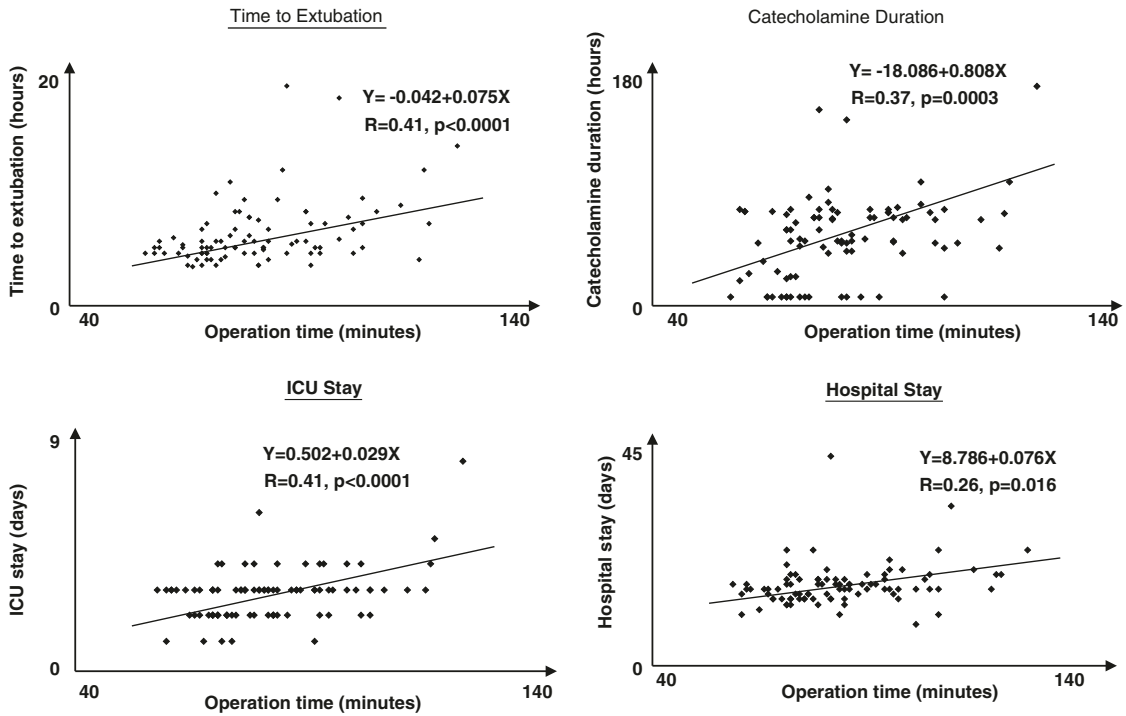 Time to Extubation
20
Time to extubation (hours)
Y= -0.042+0.075X
R=0.41, p<0.0001
0
40
140
Operation time (minutes)
Catecholamine Duration
180
Catecholamine duration (hours)
Y= -18.086+0.808X
R=0.37, p=0.0003
0
40
140
Operation time (minutes)
ICU Stay
9
ICU stay (days)
Y=0.502+0.029X
R=0.41, p<0.0001
0
40
140
Operation time (minutes)
Hospital Stay
45
Hospital stay (days)
Y=8.786+0.076X
R=0.26, p=0.016
0
40
140
Operation time (minutes)